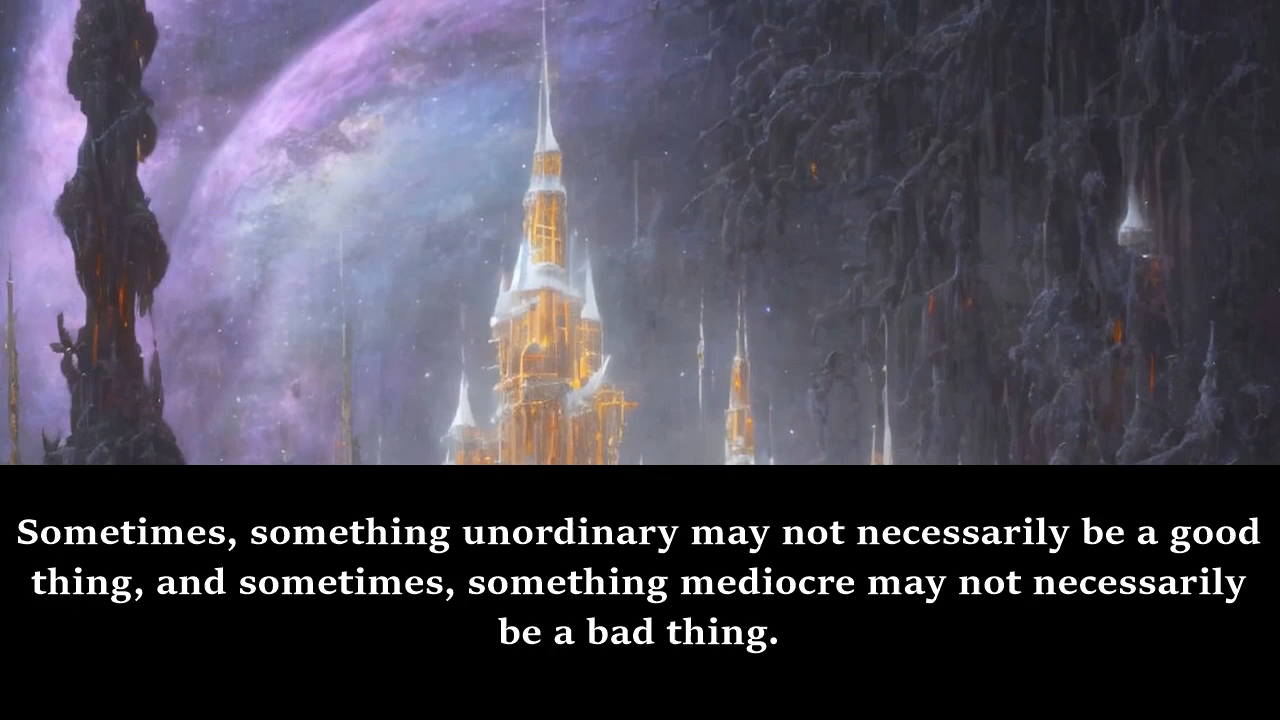 Sometimes, something unordinary may not necessarily be a good
thing, and sometimes, something mediocre may not necessarily
be a bad thing.